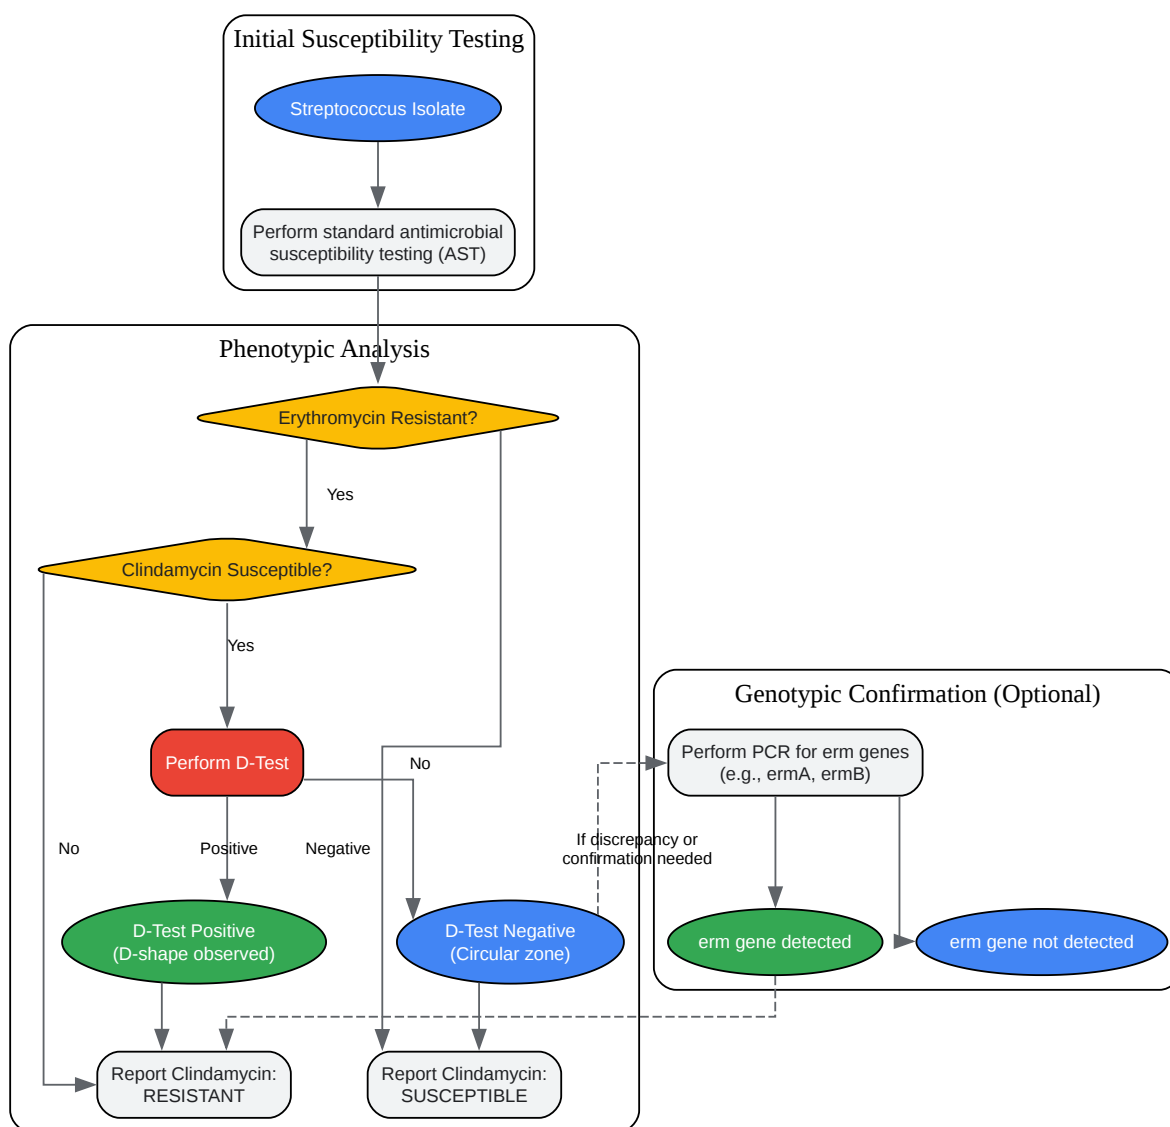 Initial Susceptibility Testing
Streptococcus Isolate
Perform standard antimicrobial
susceptibility testing (AST)
Phenotypic Analysis
Erythromycin Resistant?
Yes
Clindamycin Susceptible?
Yes
Genotypic Confirmation (Optional)
Perform D-Test
No
Perform PCR for erm genes
(e.g., ermA, ermB)
No
Positive
Negative
If discrepancy or
confirmation needed
D-Test Positive
(D-shape observed)
D-Test Negative
(Circular zone)
erm gene detected
erm gene not detected
Report Clindamycin:
RESISTANT
Report Clindamycin:
SUSCEPTIBLE